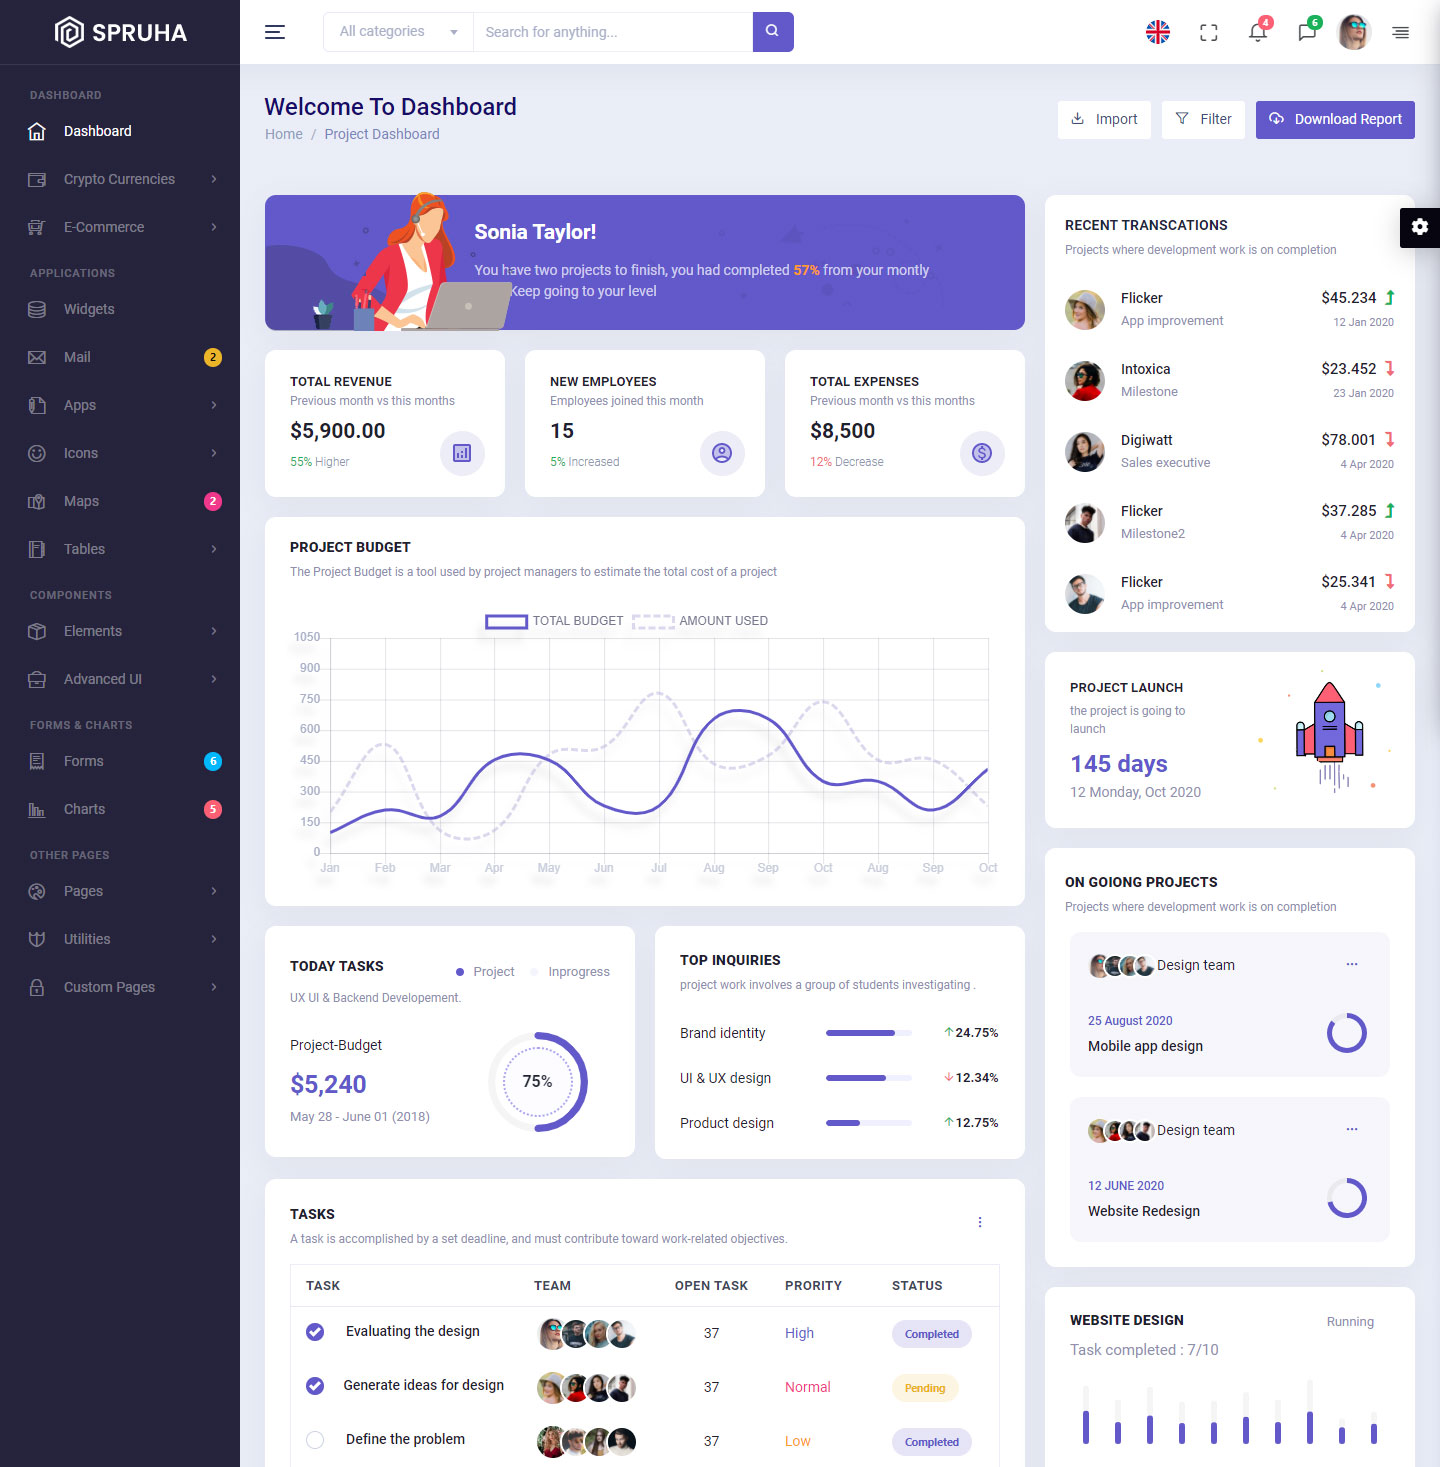 SPRUHA
All categories
Search for anything...
4
6
DASHBOARD
Dashboard
Crypto Currencies
E-Commerce
APPLICATIONS
Widgets
Mail
2
Apps
Icons
Maps
2
Tables
COMPONENTS
Elements
Advanced UI
FORMS & CHARTS
Forms
6
Charts
5
OTHER PAGES
Pages
Utilities
Custom Pages
Welcome To Dashboard
Home / Project Dashboard
Import
Filter
Download Report
Sonia Taylor!
You have two projects to finish, you had completed 57% from your montly
Keep going to your level
TOTAL REVENUE
Previous month vs this months
$5,900.00
55% Higher
NEW EMPLOYEES
Employees joined this month
15
5% Increased
TOTAL EXPENSES
Previous month vs this months
$8,500
12% Decrease
PROJECT BUDGET
The Project Budget is a tool used by project managers to estimate the total cost of a project
TOTAL BUDGET
AMOUNT USED
1050
900
750
600
450
300
150
0
Jan Feb Mar Apr May Jun Jul Aug Sep Oct Aug Sep Oct
TODAY TASKS
Project
Inprogress
UX UI & Backend Developement.
Project-Budget
$5,240
May 28 - June 01 (2018)
75%
TOP INQUIRIES
project work involves a group of students investigating .
Brand identity
24.75%
UI & UX design
12.34%
Product design
12.75%
TASKS
A task is accomplished by a set deadline, and must contribute toward work-related objectives.
TASK TEAM OPEN TASK PRORITY STATUS
Evaluating the design 37 High Completed
Generate ideas for design 37 Normal Pending
Define the problem 37 Low Completed
RECENT TRANSCATIONS
Projects where development work is on completion
Flicker $45.234
App improvement 12 Jan 2020
Intoxica $23.452
Milestone 23 Jan 2020
Digiwatt $78.001
Sales executive 4 Apr 2020
Flicker $37.285
Milestone2 4 Apr 2020
Flicker $25.341
App improvement 4 Apr 2020
PROJECT LAUNCH
the project is going to
launch
145 days
12 Monday, Oct 2020
ON GOIONG PROJECTS
Projects where development work is on completion
Design team
25 August 2020
Mobile app design
Design team
12 JUNE 2020
Website Redesign
WEBSITE DESIGN
Running
Task completed : 7/10